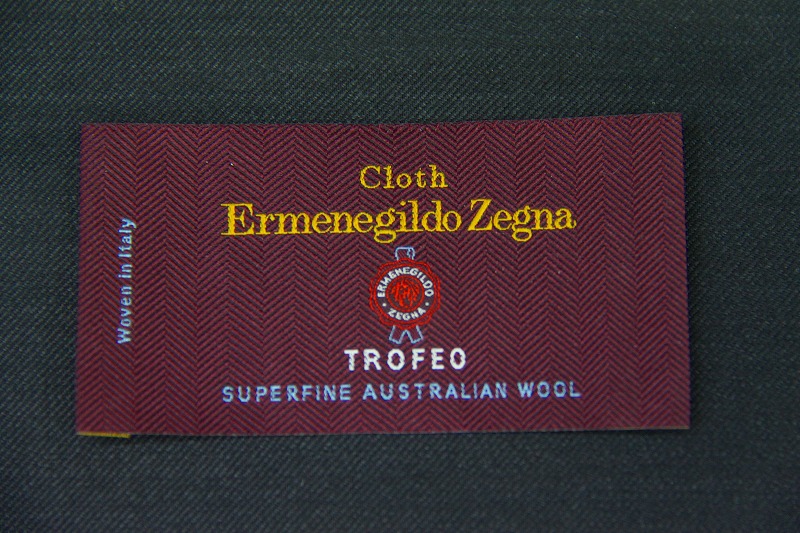 Cloth
Ermenegildo Zegna
ERMENEGILDO
ZEGNA
TROFEO
SUPERFINE AUSTRALIAN WOOL
Woven in Italy